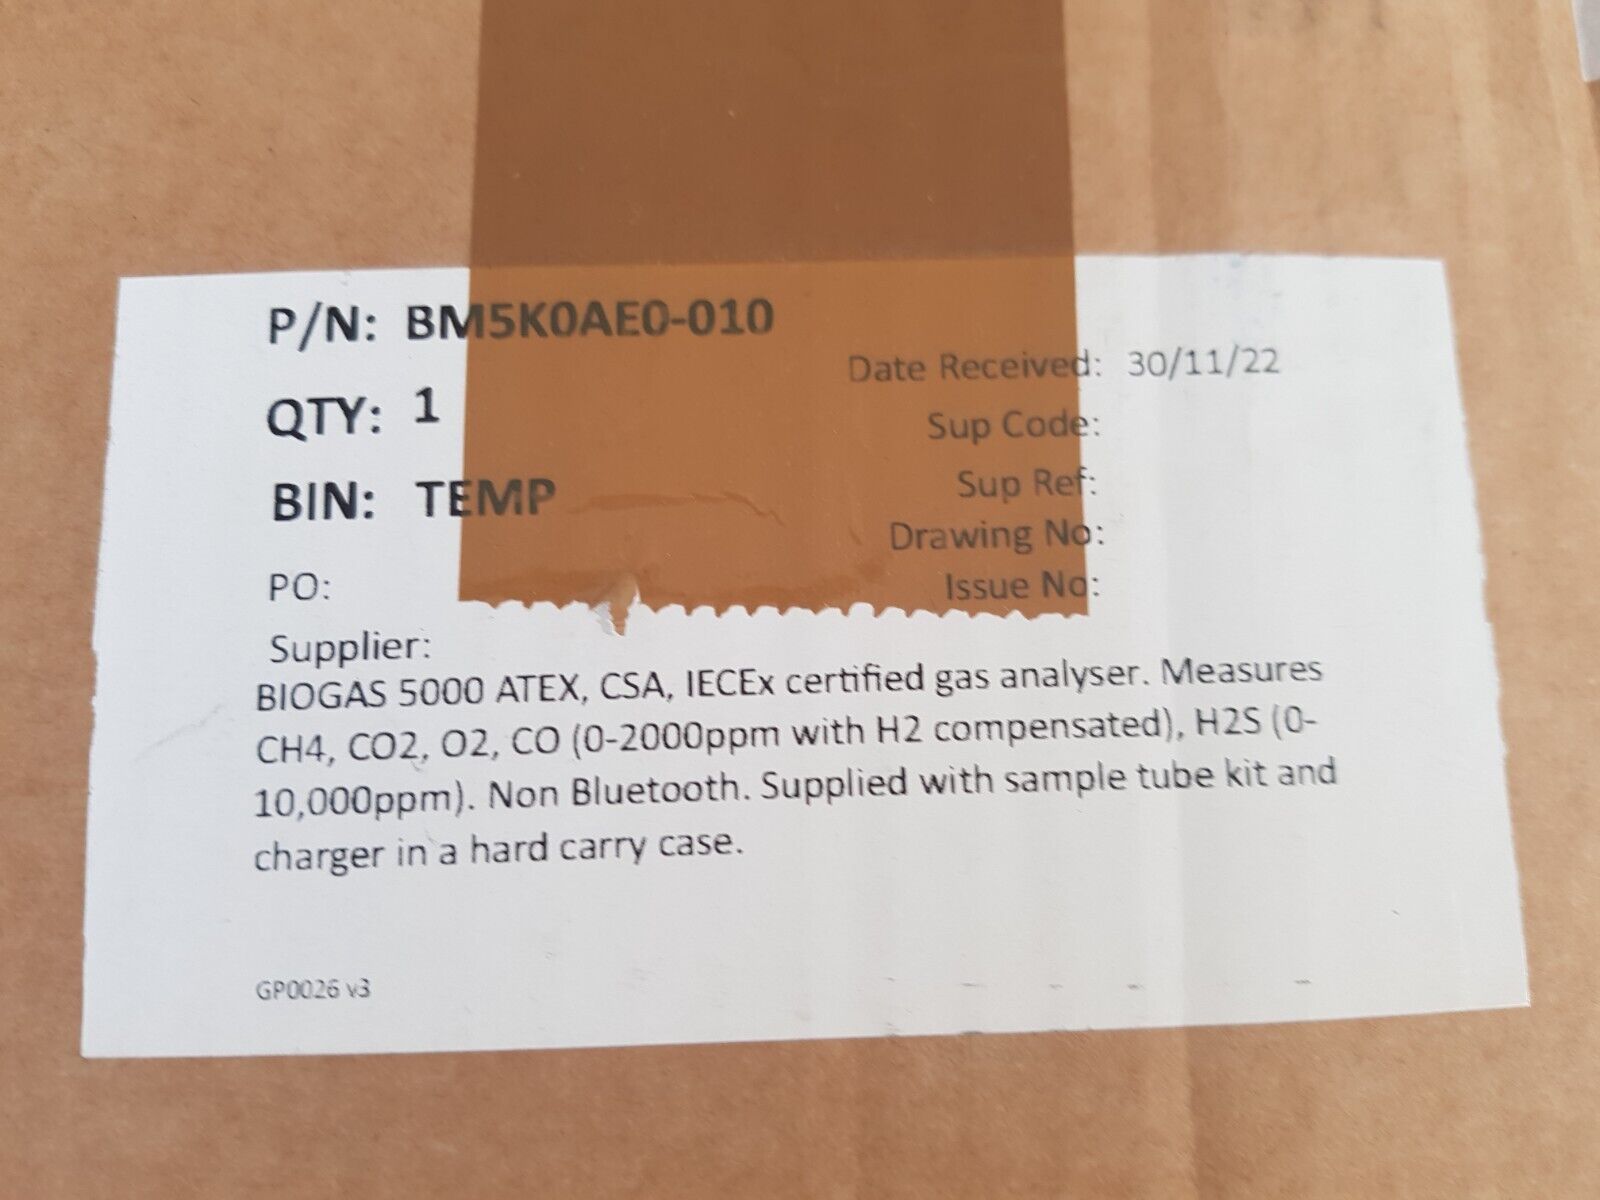 P/N: BM5K0AE0-010
Date Received: 30/11/22
QTY: 1
Sup Code:
BIN: TEMP
Sup Ref:
Drawing No:
PO:
Issue No:
Supplier:
BIOGAS 5000 ATEX, CSA, IECEx certified gas analyser. Measures
CH4, CO2, O2, CO (0-2000ppm with H2 compensated), H2S (0-
10,000ppm). Non Bluetooth. Supplied with sample tube kit and
charger in a hard carry case.
GP0026 v3